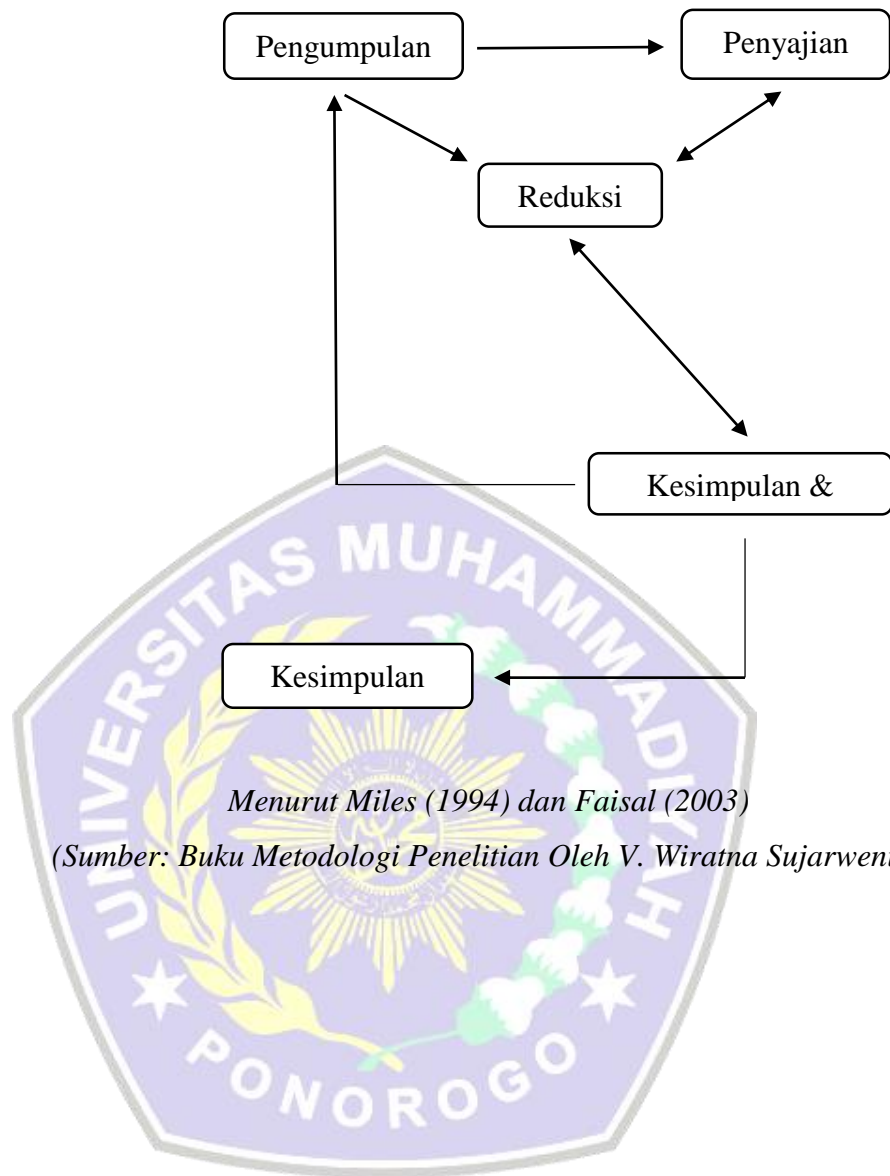 Pengumpulan
Penyajian
Reduksi
Kesimpulan &
Kesimpulan
Menurut Miles (1994) dan Faisal (2003)
(Sumber: Buku Metodologi Penelitian Oleh V. Wiratna Sujarweni
UNIVERSITAS MUHAMMADIYAH
PONOROGO